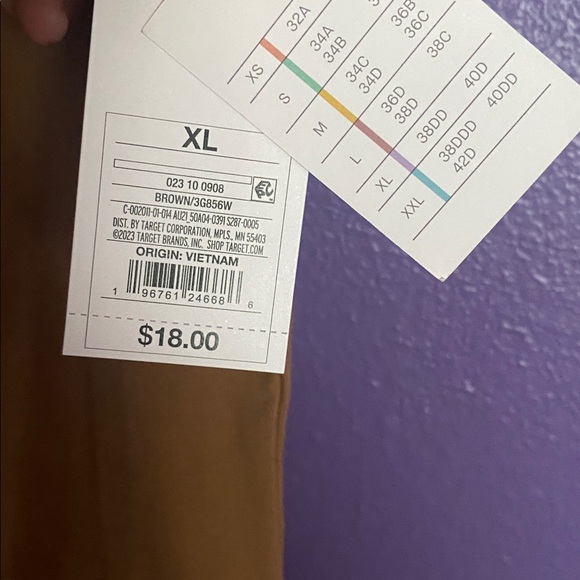 XL
023 10 0908
BROWN/3G856W
C-002011-01-014 AU21_50A04-0391 S287-0005
DIST. BY TARGET CORPORATION, MPLS., MN 55403
©2023 TARGET BRANDS, INC. SHOP TARGET.COM
ORIGIN: VIETNAM
1 96761 24668 6
$18.00
XS 32A
S 34A 34B
M 34C 34D 36B 36C
L 36D 38D 38C
XL 38DD 40D
XXL 38DDD 42D 40DD